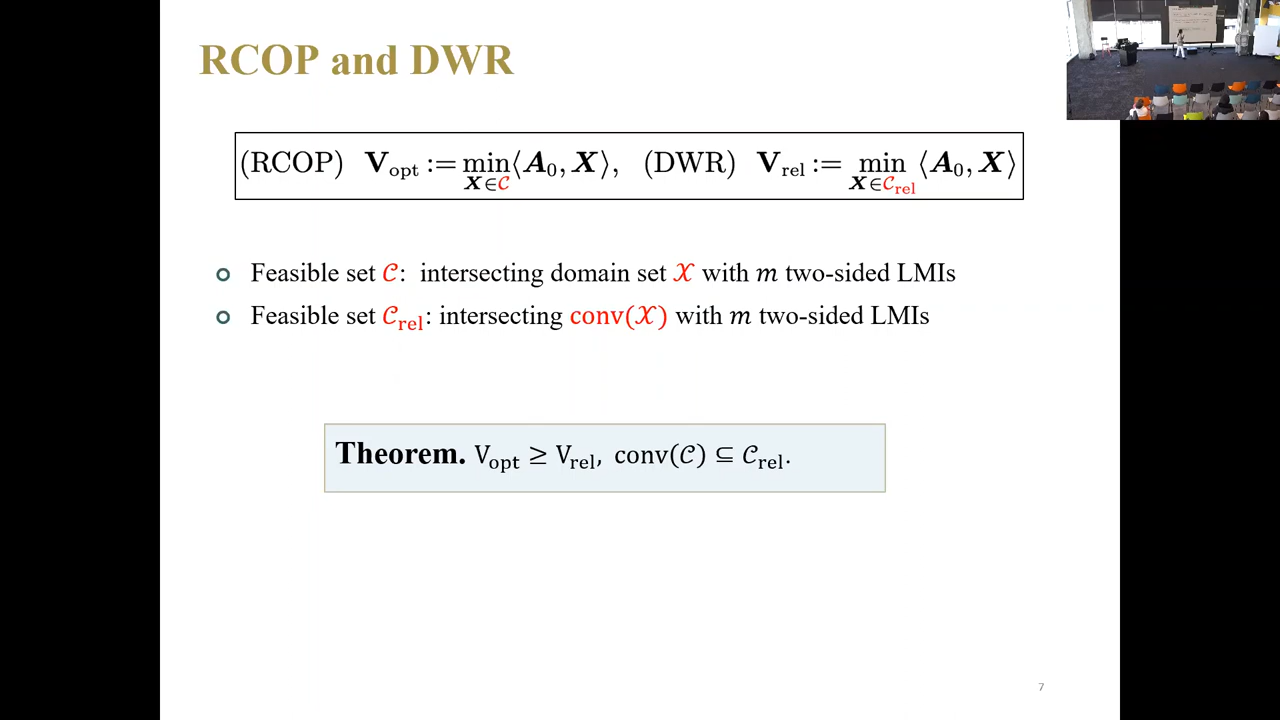 RCOP and DWR
(RCOP) V_opt := min_{X∈𝒞} ⟨A_0, X⟩, (DWR) V_rel := min_{X∈𝒞_rel} ⟨A_0, X⟩
Feasible set 𝒞: intersecting domain set 𝒳 with m two-sided LMIs
Feasible set 𝒞_rel: intersecting conv(𝒳) with m two-sided LMIs
Theorem. V_opt ≥ V_rel, conv(𝒞) ⊆ 𝒞_rel.
7